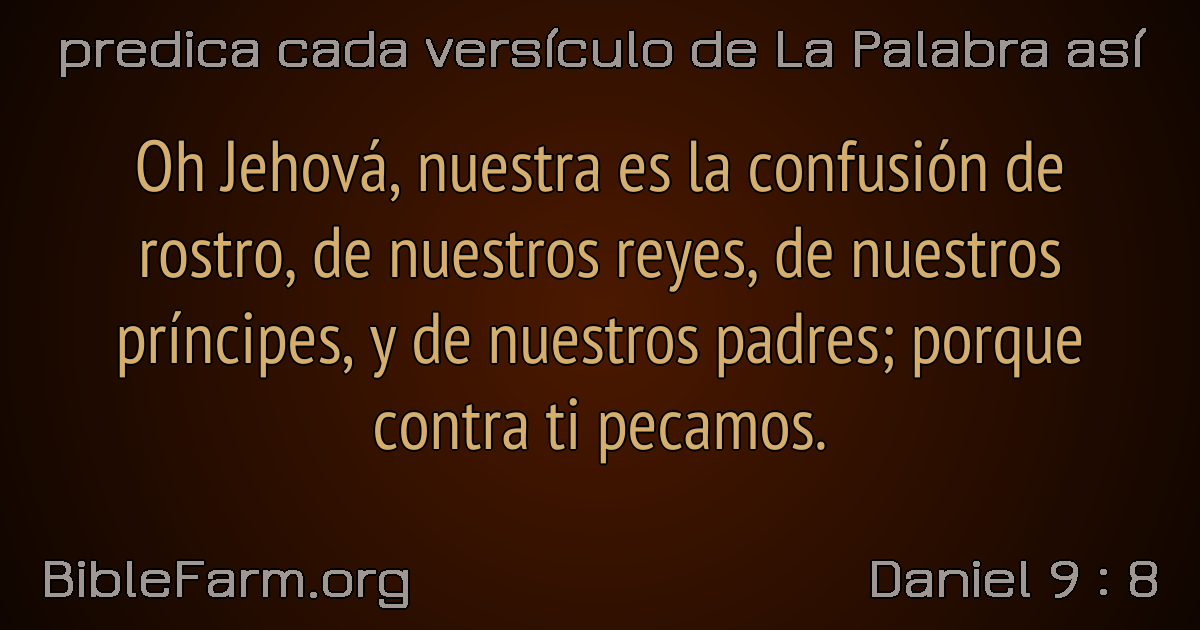 predica cada versículo de La Palabra así
Oh Jehová, nuestra es la confusión de
rostro, de nuestros reyes, de nuestros
príncipes, y de nuestros padres; porque
contra ti pecamos.
BibleFarm.org
Daniel 9 : 8